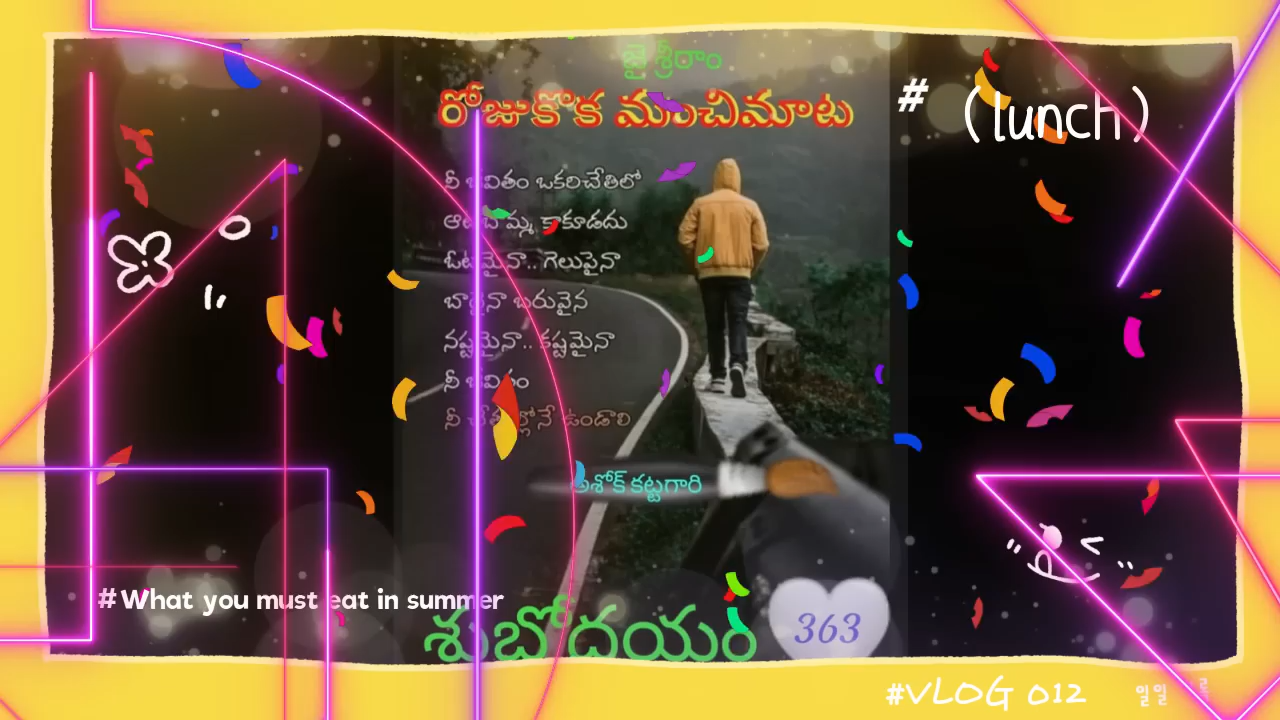 జై శ్రీరాం
రోజుకొక మంచిమాట
# (lunch)
నీ జీవితం ఒకరిచేతిలో
ఆటబొమ్మ కాకూడదు
ఓటమైనా.. గెలుపైనా
బాధైనా బరువైన
నష్టమైనా.. కష్టమైనా
నీ జీవితం
నీ చేతుల్లోనే ఉండాలి
అశోక్ కట్టగారి
#What you must eat in summer
శుభోదయం
363
#VLOG 012